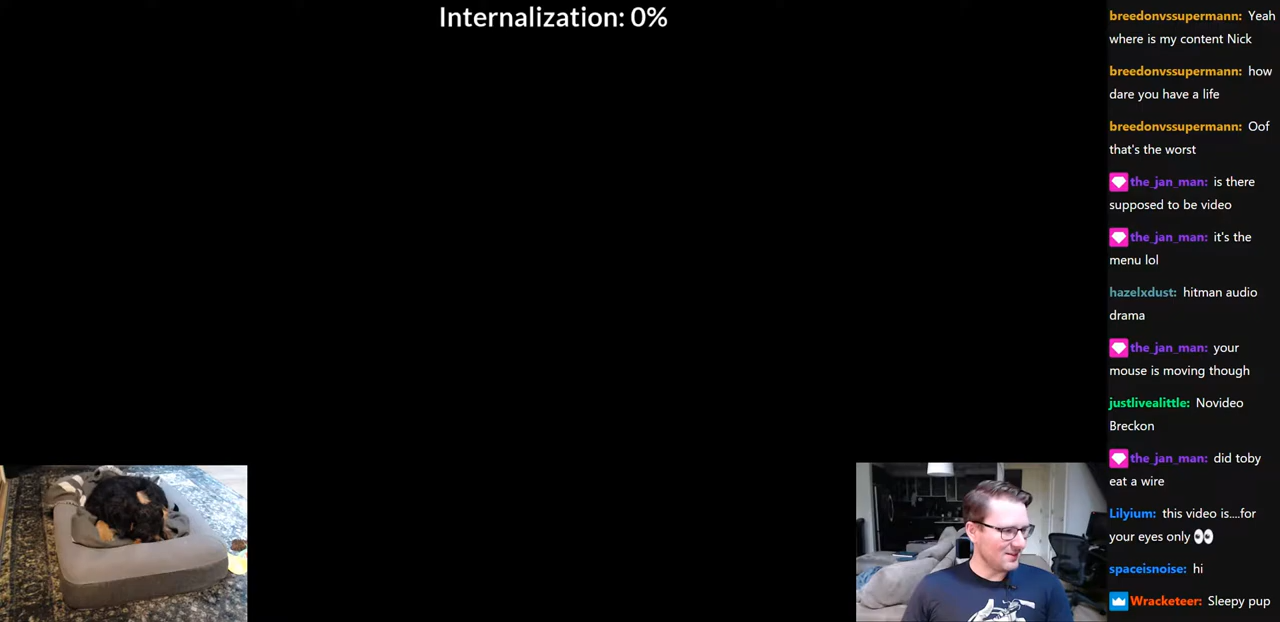 Internalization: 0%
breedonvssupermann: Yeah
where is my content Nick
breedonvssupermann: how
dare you have a life
breedonvssupermann: Oof
that's the worst
the_jan_man: is there
supposed to be video
the_jan_man: it's the
menu lol
hazelxdust: hitman audio
drama
the_jan_man: your
mouse is moving though
justlivealittle: Novideo
Breckon
the_jan_man: did toby
eat a wire
Lilyium: this video is....for
your eyes only 👀
spaceisnoise: hi
Wracketeer: Sleepy pup